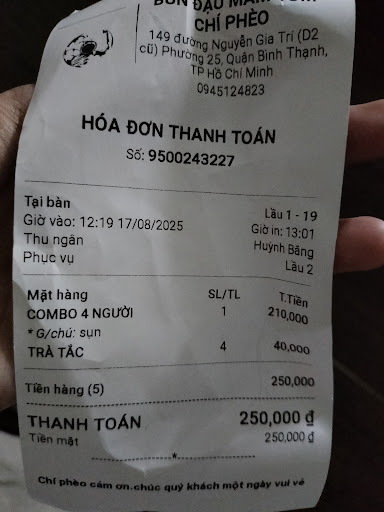 BÚN ĐẬU MẮM TÔM
CHÍ PHÈO
149 đường Nguyễn Gia Trí (D2
cũ) Phường 25, Quận Bình Thạnh,
TP Hồ Chí Minh
0945124823
HÓA ĐƠN THANH TOÁN
Số: 9500243227
Tại bàn Lầu 1 - 19
Giờ vào: 12:19 17/08/2025 Giờ in: 13:01
Thu ngân Huỳnh Băng
Phục vụ Lầu 2
Mặt hàng SL/TL T.Tiền
COMBO 4 NGƯỜI 1 210,000
* G/chú: sụn
TRÀ TẮC 4 40,000
Tiền hàng (5) 250,000
THANH TOÁN 250,000 đ
Tiền mặt 250,000 đ
Chí phèo cảm ơn.chúc quý khách một ngày vui vẻ